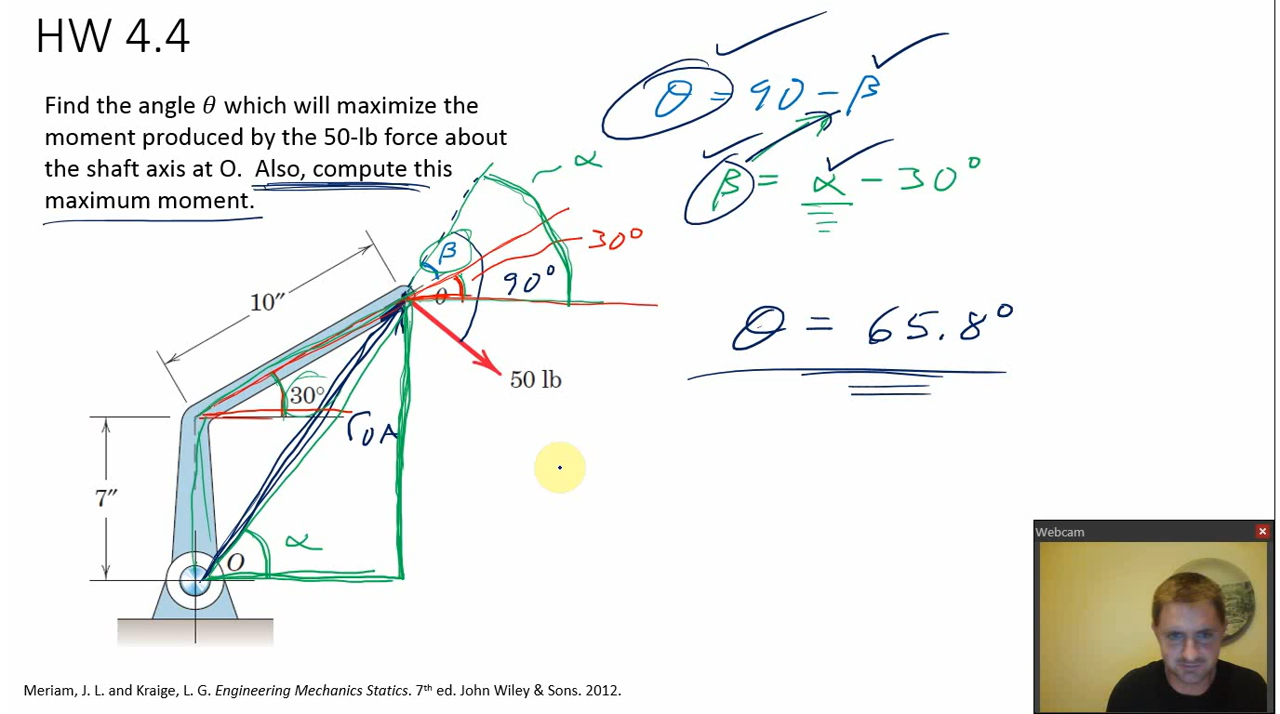 HW 4.4
Find the angle θ which will maximize the
moment produced by the 50-lb force about
the shaft axis at O. Also, compute this
maximum moment.
θ = 90 - β
β = α - 30°
θ = 65.8°
α
β
30°
90°
θ
10″
50 lb
30°
rOA
7″
O
α
Webcam
Meriam, J. L. and Kraige, L. G. Engineering Mechanics Statics. 7th ed. John Wiley & Sons. 2012.